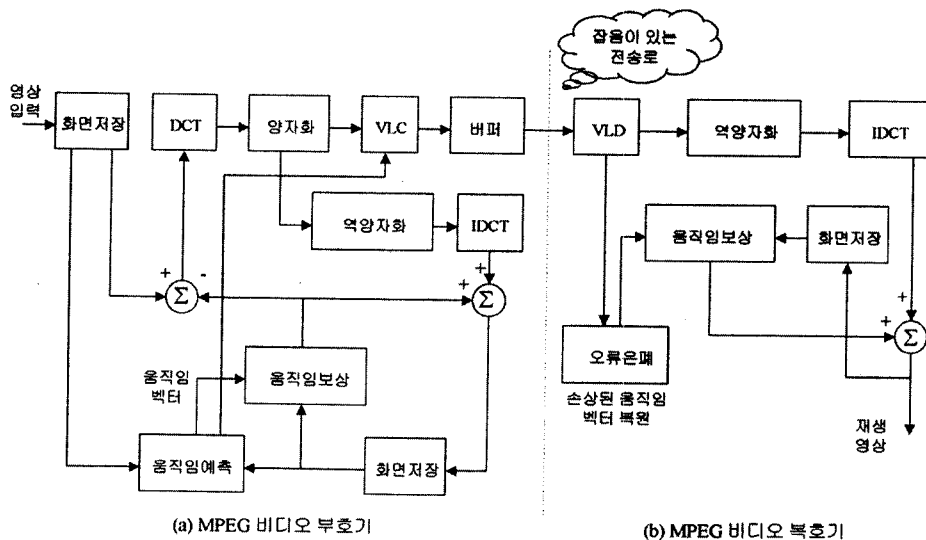 잡음이 있는
전송로
영상
입력
화면저장
DCT
양자화
VLC
버퍼
VLD
역양자화
IDCT
역양자화
IDCT
움직임보상
화면저장
+
-
Σ
+
+
Σ
+
+
Σ
오류은폐
손상된 움직임
벡터 복원
움직임
벡터
움직임보상
재생
영상
움직임예측
화면저장
(a) MPEG 비디오 부호기
(b) MPEG 비디오 복호기